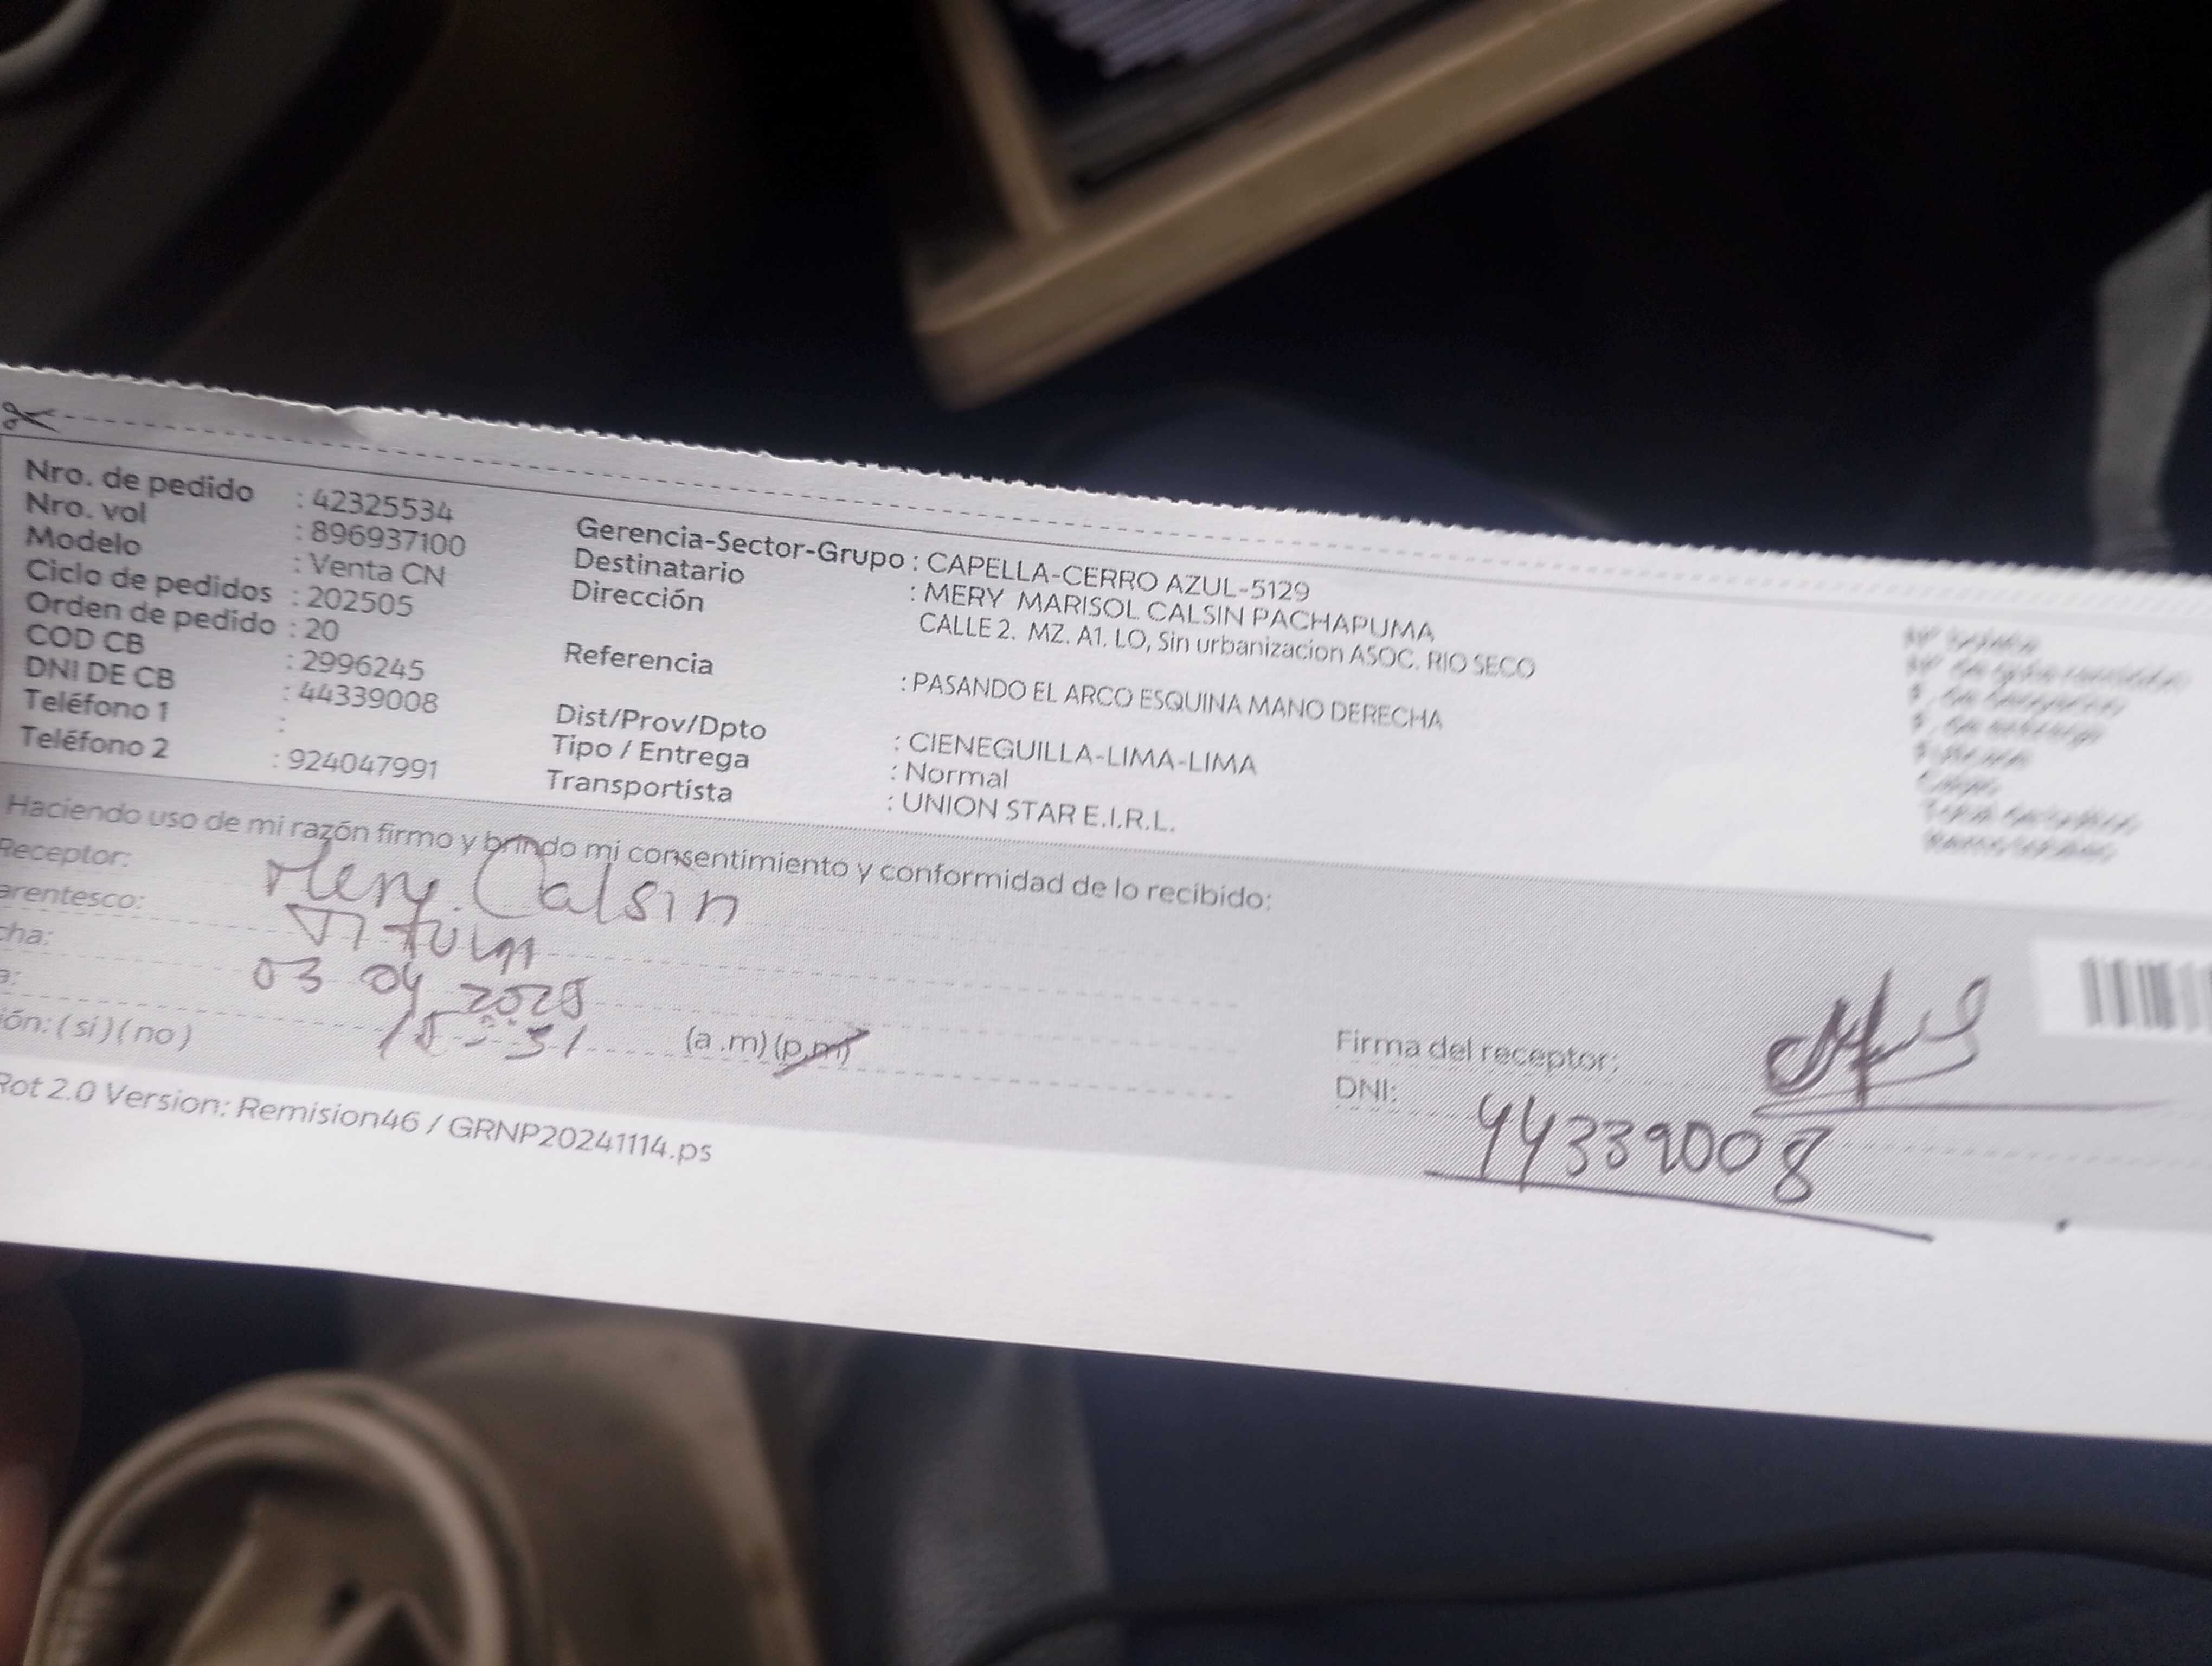 Nro. de pedido : 42325534
Nro. vol : 896937100
Modelo : Venta CN
Ciclo de pedidos : 202505
Orden de pedido : 20
COD CB : 2996245
DNI DE CB : 44339008
Teléfono 1 :
Teléfono 2 : 924047991
Gerencia-Sector-Grupo : CAPELLA-CERRO AZUL-5129
Destinatario : MERY MARISOL CALSIN PACHAPUMA
Dirección CALLE 2. MZ. A1. LO, Sin urbanizacion ASOC. RIO SECO
Referencia : PASANDO EL ARCO ESQUINA MANO DERECHA
Dist/Prov/Dpto : CIENEGUILLA-LIMA-LIMA
Tipo / Entrega : Normal
Transportista : UNION STAR E.I.R.L.
Haciendo uso de mi razón firmo y brindo mi consentimiento y conformidad de lo recibido:
Receptor: Mery Calsin
arentesco: Titular
cha: 03 04 2025
a: 15:31 (a.m)(p.m)
ión: (si)(no)
Firma del receptor:
DNI: 44339008
Rot 2.0 Version: Remision46 / GRNP20241114.ps